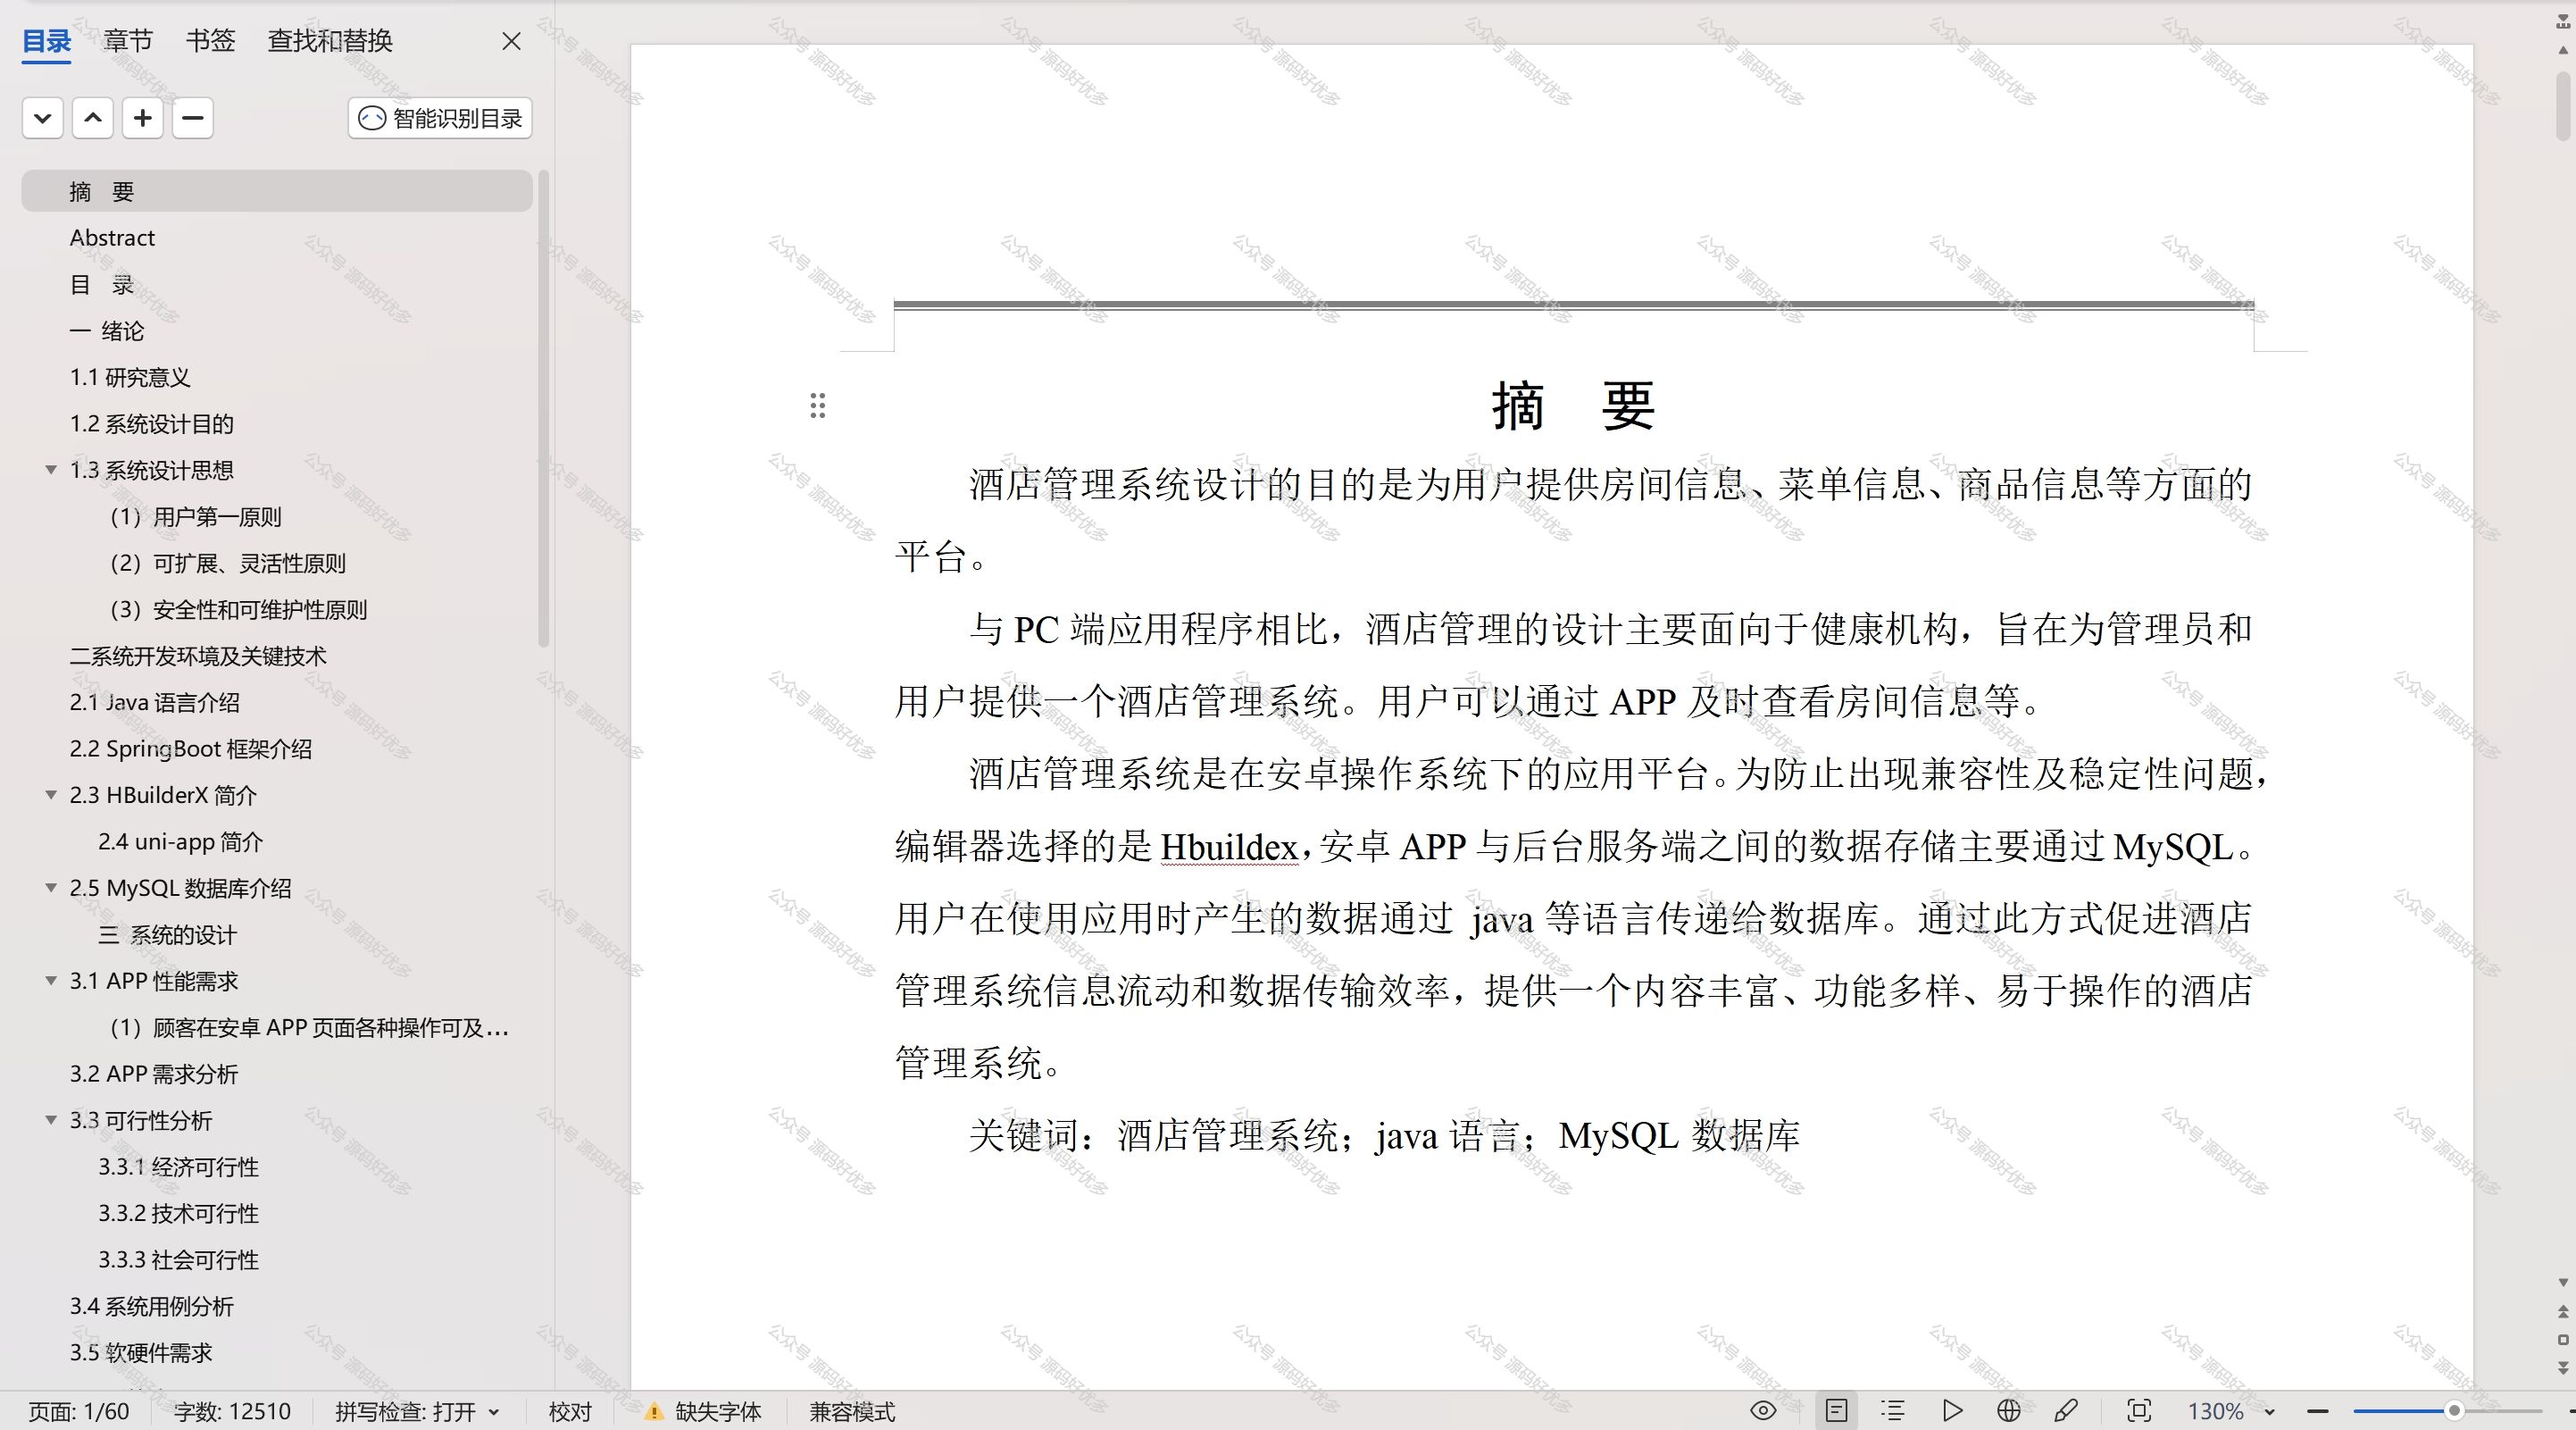 目录 章节 书签 查找和替换
智能识别目录
摘 要
Abstract
目 录
一 绪论
1.1 研究意义
1.2 系统设计目的
1.3 系统设计思想
（1）用户第一原则
（2）可扩展、灵活性原则
（3）安全性和可维护性原则
二系统开发环境及关键技术
2.1 Java 语言介绍
2.2 SpringBoot 框架介绍
2.3 HBuilderX 简介
2.4 uni-app 简介
2.5 MySQL 数据库介绍
三 系统的设计
3.1 APP 性能需求
（1）顾客在安卓 APP 页面各种操作可及...
3.2 APP 需求分析
3.3 可行性分析
3.3.1 经济可行性
3.3.2 技术可行性
3.3.3 社会可行性
3.4 系统用例分析
3.5 软硬件需求
摘 要
酒店管理系统设计的目的是为用户提供房间信息、菜单信息、商品信息等方面的
平台。
与 PC 端应用程序相比，酒店管理的设计主要面向于健康机构，旨在为管理员和
用户提供一个酒店管理系统。用户可以通过 APP 及时查看房间信息等。
酒店管理系统是在安卓操作系统下的应用平台。为防止出现兼容性及稳定性问题，
编辑器选择的是 Hbuildex，安卓 APP 与后台服务端之间的数据存储主要通过 MySQL。
用户在使用应用时产生的数据通过 java 等语言传递给数据库。通过此方式促进酒店
管理系统信息流动和数据传输效率，提供一个内容丰富、功能多样、易于操作的酒店
管理系统。
关键词：酒店管理系统；java 语言；MySQL 数据库
页面: 1/60 字数: 12510 拼写检查: 打开 校对 缺失字体 兼容模式 130%
公众号 源码好优多